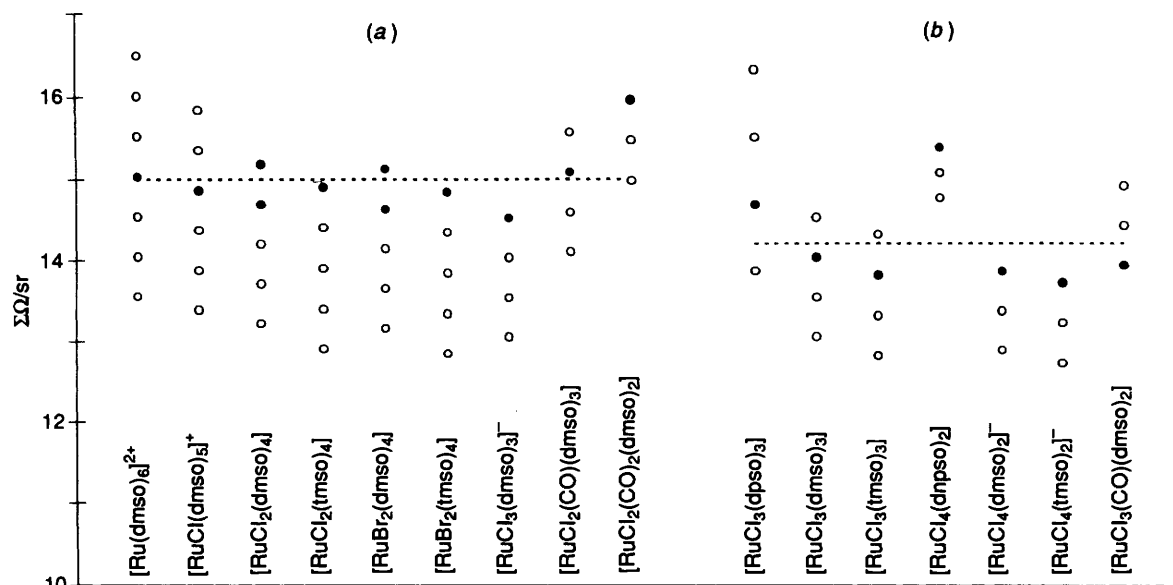 (a)
(b)
ΣΩ/sr
16
14
12
10
[Ru(dmso)₆]²⁺
[RuCl(dmso)₅]⁺
[RuCl₂(dmso)₄]
[RuCl₂(tmso)₄]
[RuBr₂(dmso)₄]
[RuBr₂(tmso)₄]
[RuCl₃(dmso)₃]⁻
[RuCl₂(CO)(dmso)₃]
[RuCl₂(CO)₂(dmso)₂]
[RuCl₃(dpso)₃]
[RuCl₃(dmso)₃]
[RuCl₃(tmso)₃]
[RuCl₄(dnpso)₂]
[RuCl₄(dmso)₂]⁻
[RuCl₄(tmso)₂]⁻
[RuCl₃(CO)(dmso)₂]